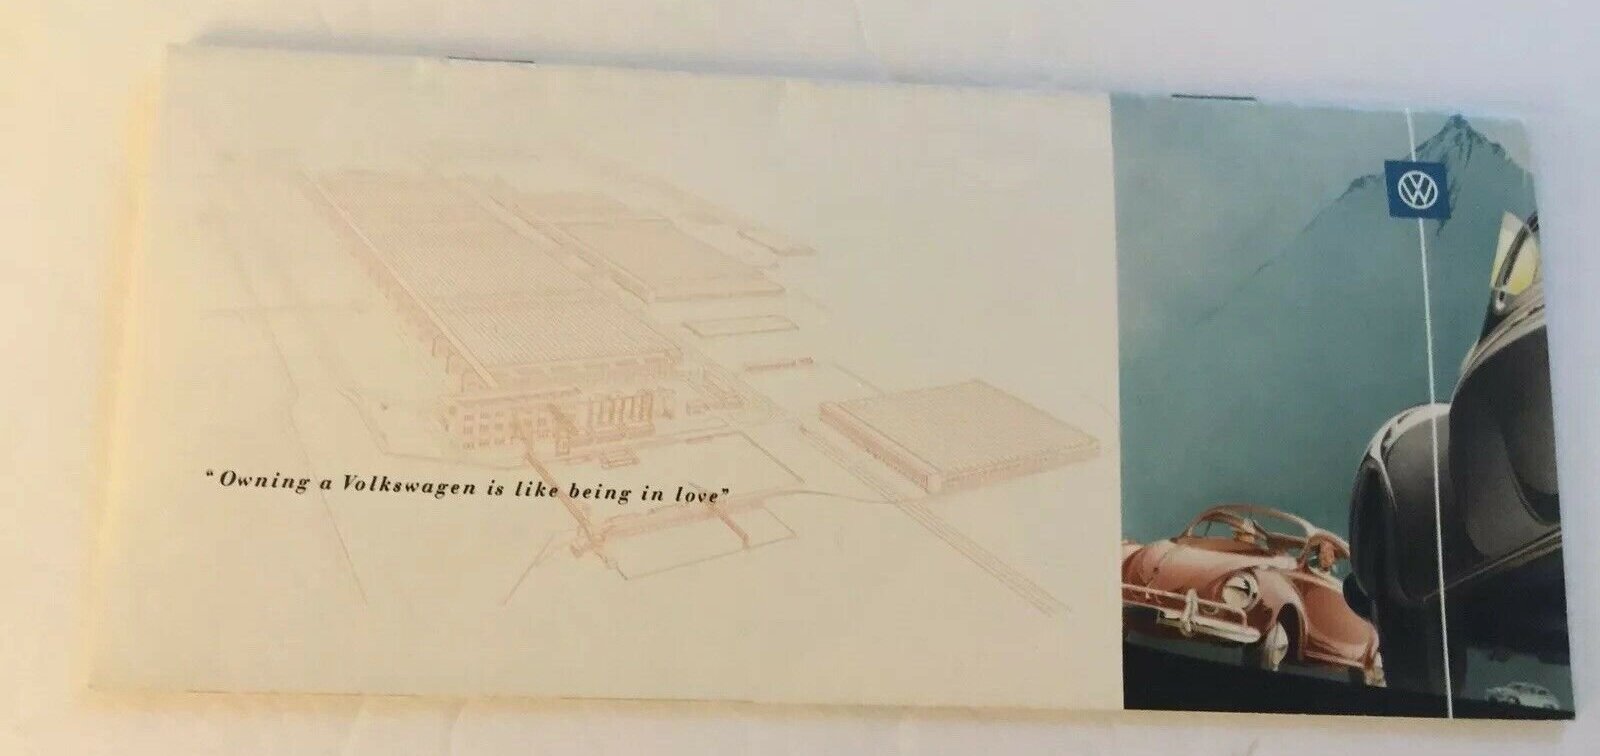 "Owning a Volkswagen is like being in love"
VW